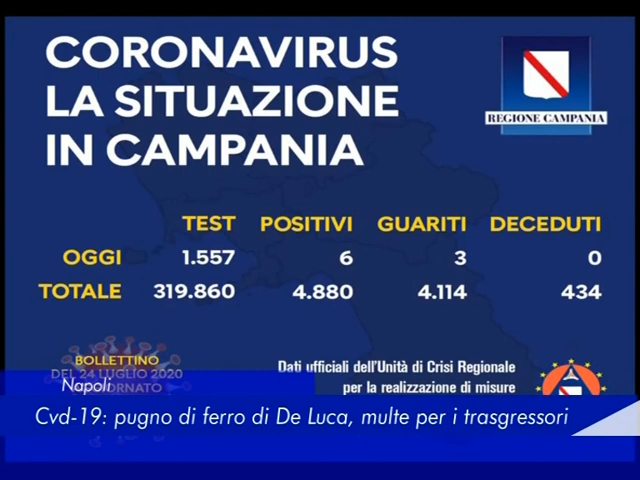 CORONAVIRUS
LA SITUAZIONE
IN CAMPANIA
REGIONE CAMPANIA
TEST POSITIVI GUARITI DECEDUTI
OGGI 1.557 6 3 0
TOTALE 319.860 4.880 4.114 434
BOLLETTINO
DEL 24 LUGLIO 2020
Dati ufficiali dell'Unità di Crisi Regionale
per la realizzazione di misure
Napoli
Cvd-19: pugno di ferro di De Luca, multe per i trasgressori